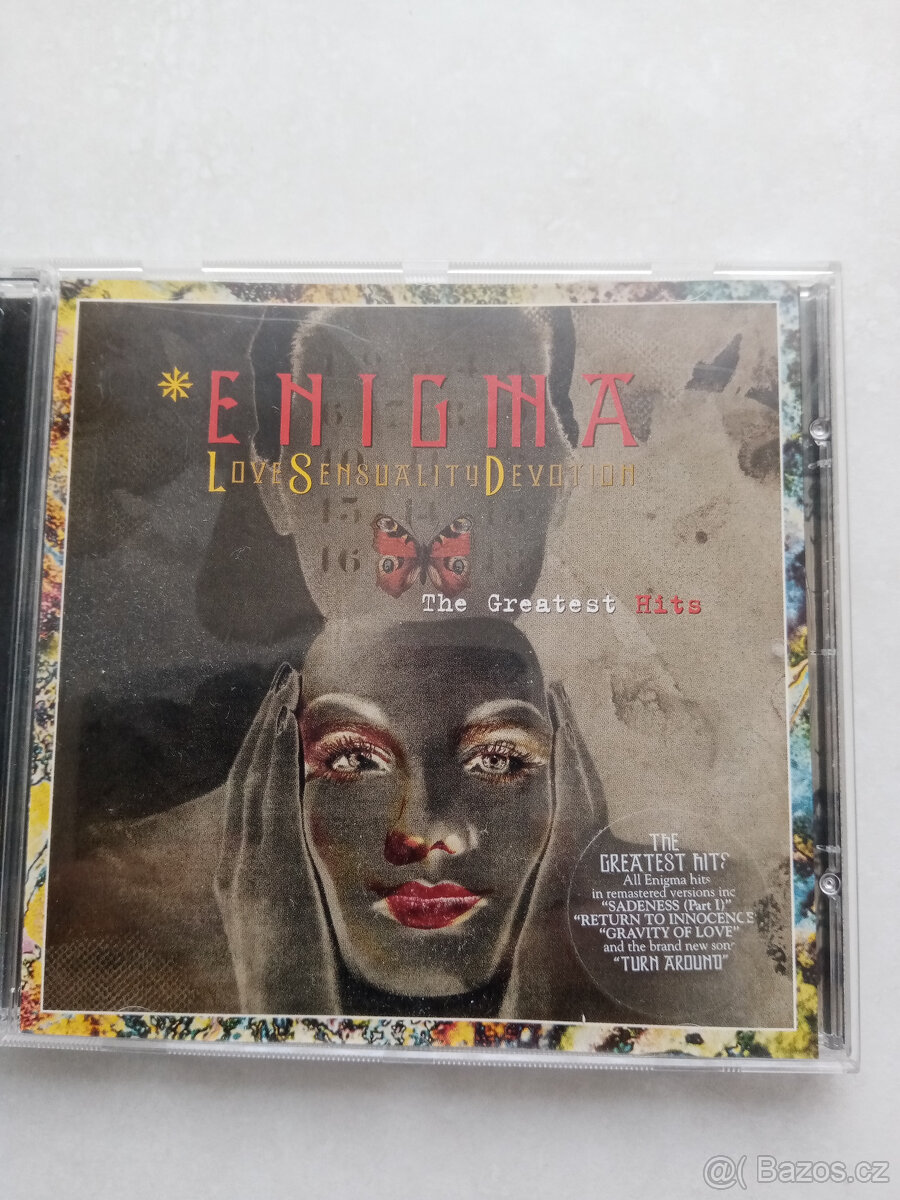 *ENIGMA
LOVESENSUALITYDEVOTION
16
The Greatest Hits
THE
GREATEST HITS
All Enigma hits
in remastered versions inc
"SADENESS (Part I)"
"RETURN TO INNOCENCE
"GRAVITY OF LOVE"
and the brand new song
"TURN AROUND"
@( Bazos.cz